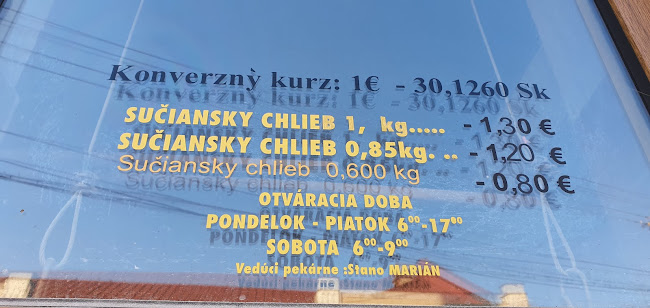 Konverzný kurz: 1€ - 30,1260 Sk
SUČIANSKY CHLIEB 1, kg..... - 1,30 €
SUČIANSKY CHLIEB 0,85kg. .. - 1,20 €
Sučiansky chlieb 0,600 kg - 0,80 €
OTVÁRACIA DOBA
PONDELOK - PIATOK 6⁰⁰-17⁰⁰
SOBOTA 6⁰⁰-9⁰⁰
Vedúci pekárne :Stano MARIÁN